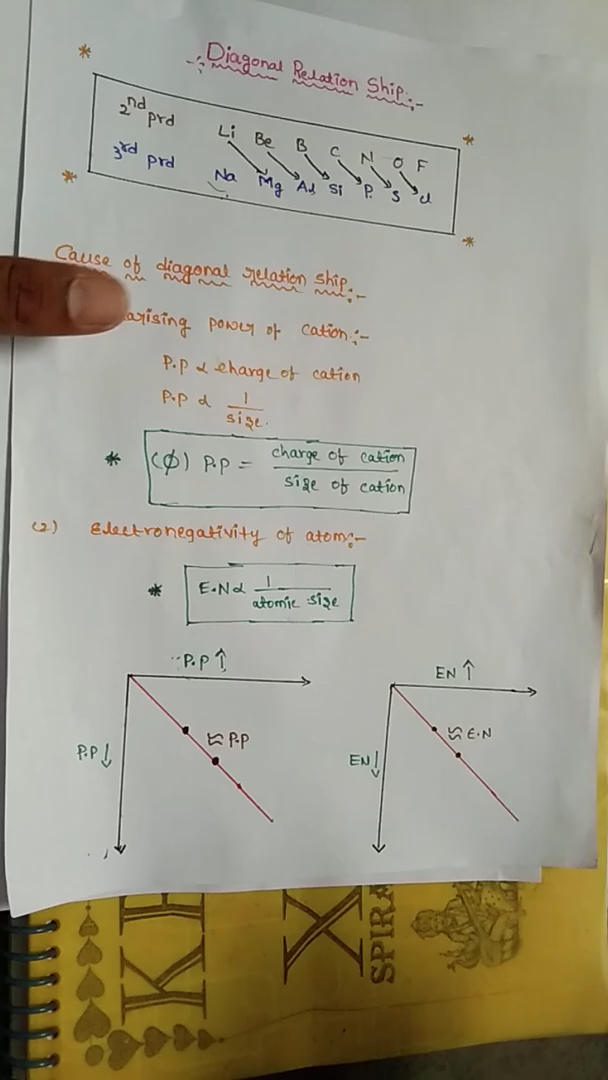 -:Diagonal Relation Ship:-
2nd prd Li Be B C N O F
3rd prd Na Mg Al Si P S Cl
Cause of diagonal relation ship:-
arising power of cation:-
P.P ∝ charge of cation
P.P ∝ 1/size.
* (ϕ) P.P = charge of cation/size of cation
(2) Electronegativity of atom:-
* E.N ∝ 1/atomic size
P.P ↑
EN ↑
P.P ↓ ≈ P.P
EN ↓ ≈ E.N
SPIRA